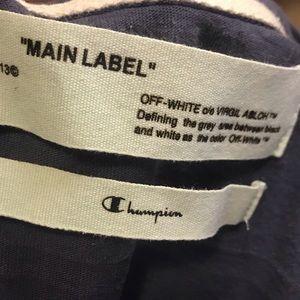 "MAIN LABEL"
13©
OFF-WHITE c/o VIRGIL ABLOH™
Defining the grey area between black
and white as the color Off-White™
Champion